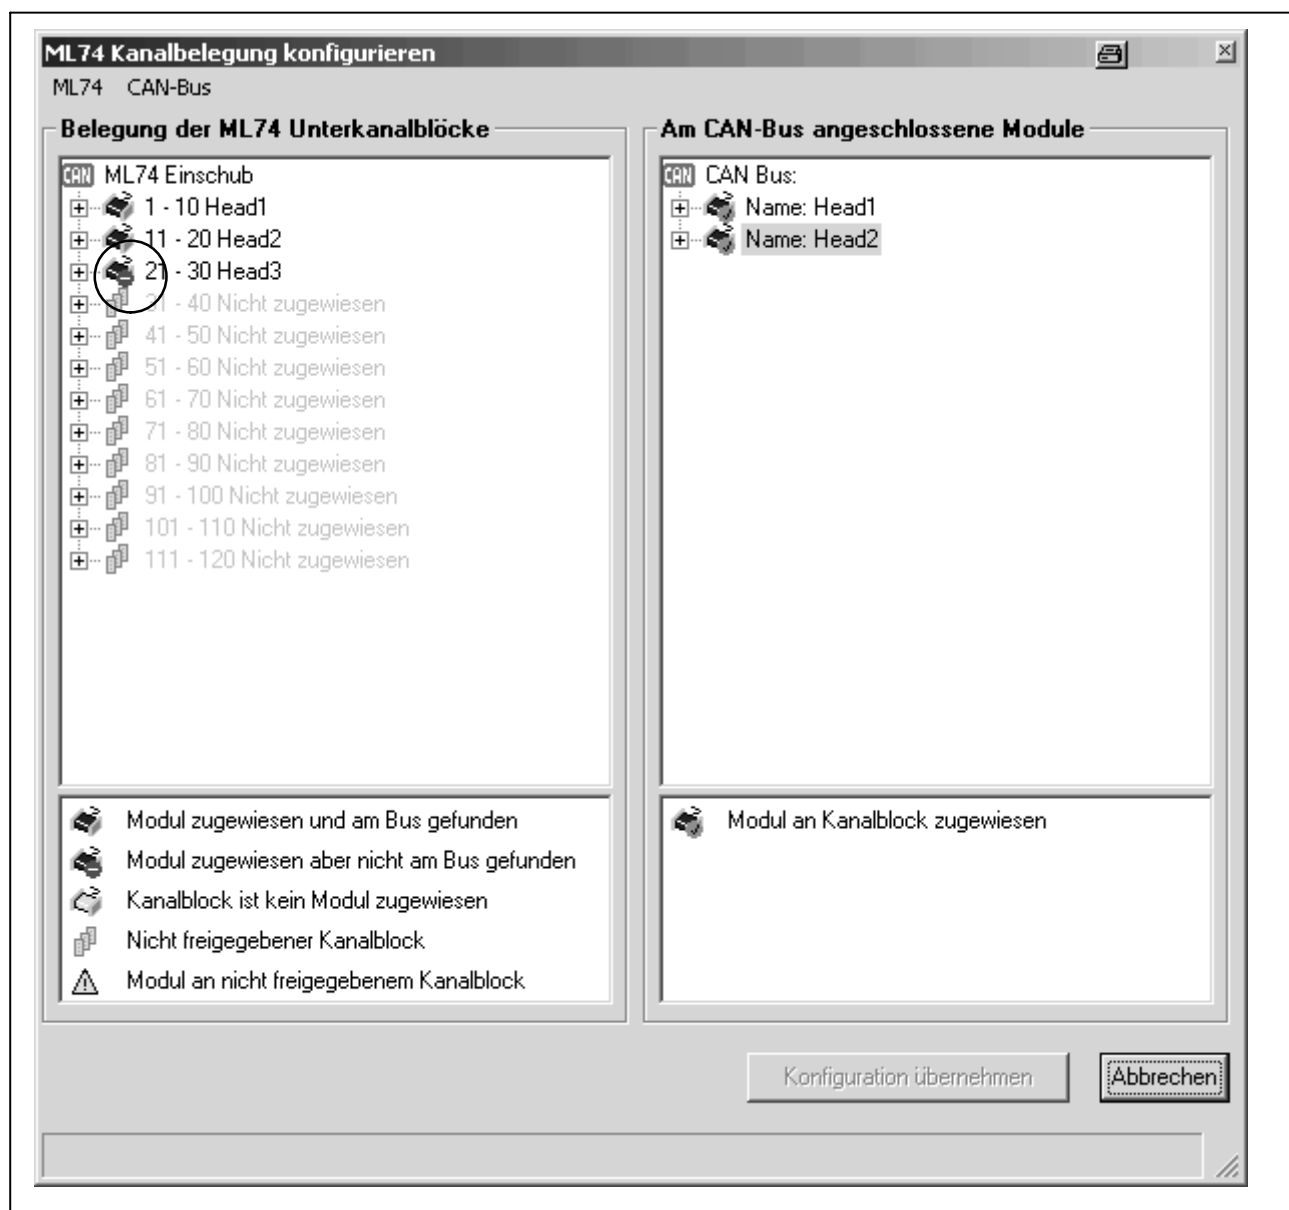 ML74 Kanalbelegung konfigurieren
ML74 CAN-Bus
Belegung der ML74 Unterkanalblöcke
CAN ML74 Einschub
1 - 10 Head1
11 - 20 Head2
21 - 30 Head3
31 - 40 Nicht zugewiesen
41 - 50 Nicht zugewiesen
51 - 60 Nicht zugewiesen
61 - 70 Nicht zugewiesen
71 - 80 Nicht zugewiesen
81 - 90 Nicht zugewiesen
91 - 100 Nicht zugewiesen
101 - 110 Nicht zugewiesen
111 - 120 Nicht zugewiesen
Modul zugewiesen und am Bus gefunden
Modul zugewiesen aber nicht am Bus gefunden
Kanalblock ist kein Modul zugewiesen
Nicht freigegebener Kanalblock
Modul an nicht freigegebenem Kanalblock
Am CAN-Bus angeschlossene Module
CAN CAN Bus:
Name: Head1
Name: Head2
Modul an Kanalblock zugewiesen
Konfiguration übernehmen
Abbrechen